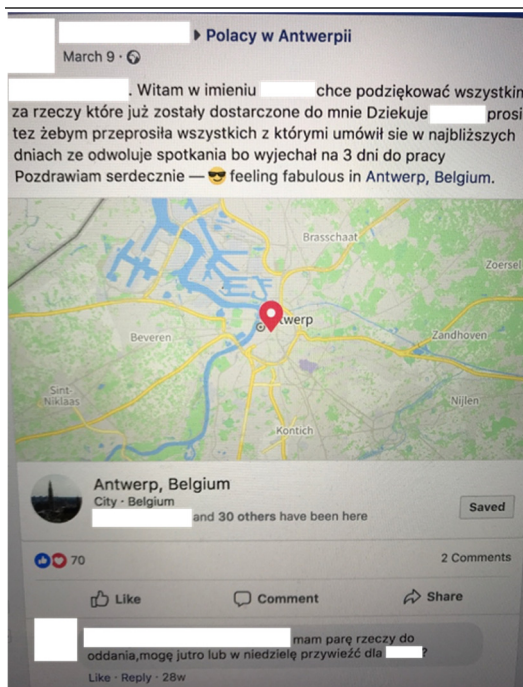 Polacy w Antwerpii
March 9 ·
. Witam w imieniu chce podziękować wszystkin
za rzeczy które już zostały dostarczone do mnie Dziekuje prosi
tez żebym przeprosiła wszystkich z którymi umówił sie w najbliższych
dniach ze odwoluje spotkania bo wyjechał na 3 dni do pracy
Pozdrawiam serdecznie — 😎 feeling fabulous in Antwerp, Belgium.
Brasschaat
Zoersel
twerp
Beveren
Zandhoven
Sint-
Niklaas
Nijlen
Kontich
Antwerp, Belgium
City · Belgium
and 30 others have been here
Saved
70
2 Comments
Like
Comment
Share
mam parę rzeczy do
oddania,mogę jutro lub w niedzielę przywieźć dla ?
Like · Reply · 28w